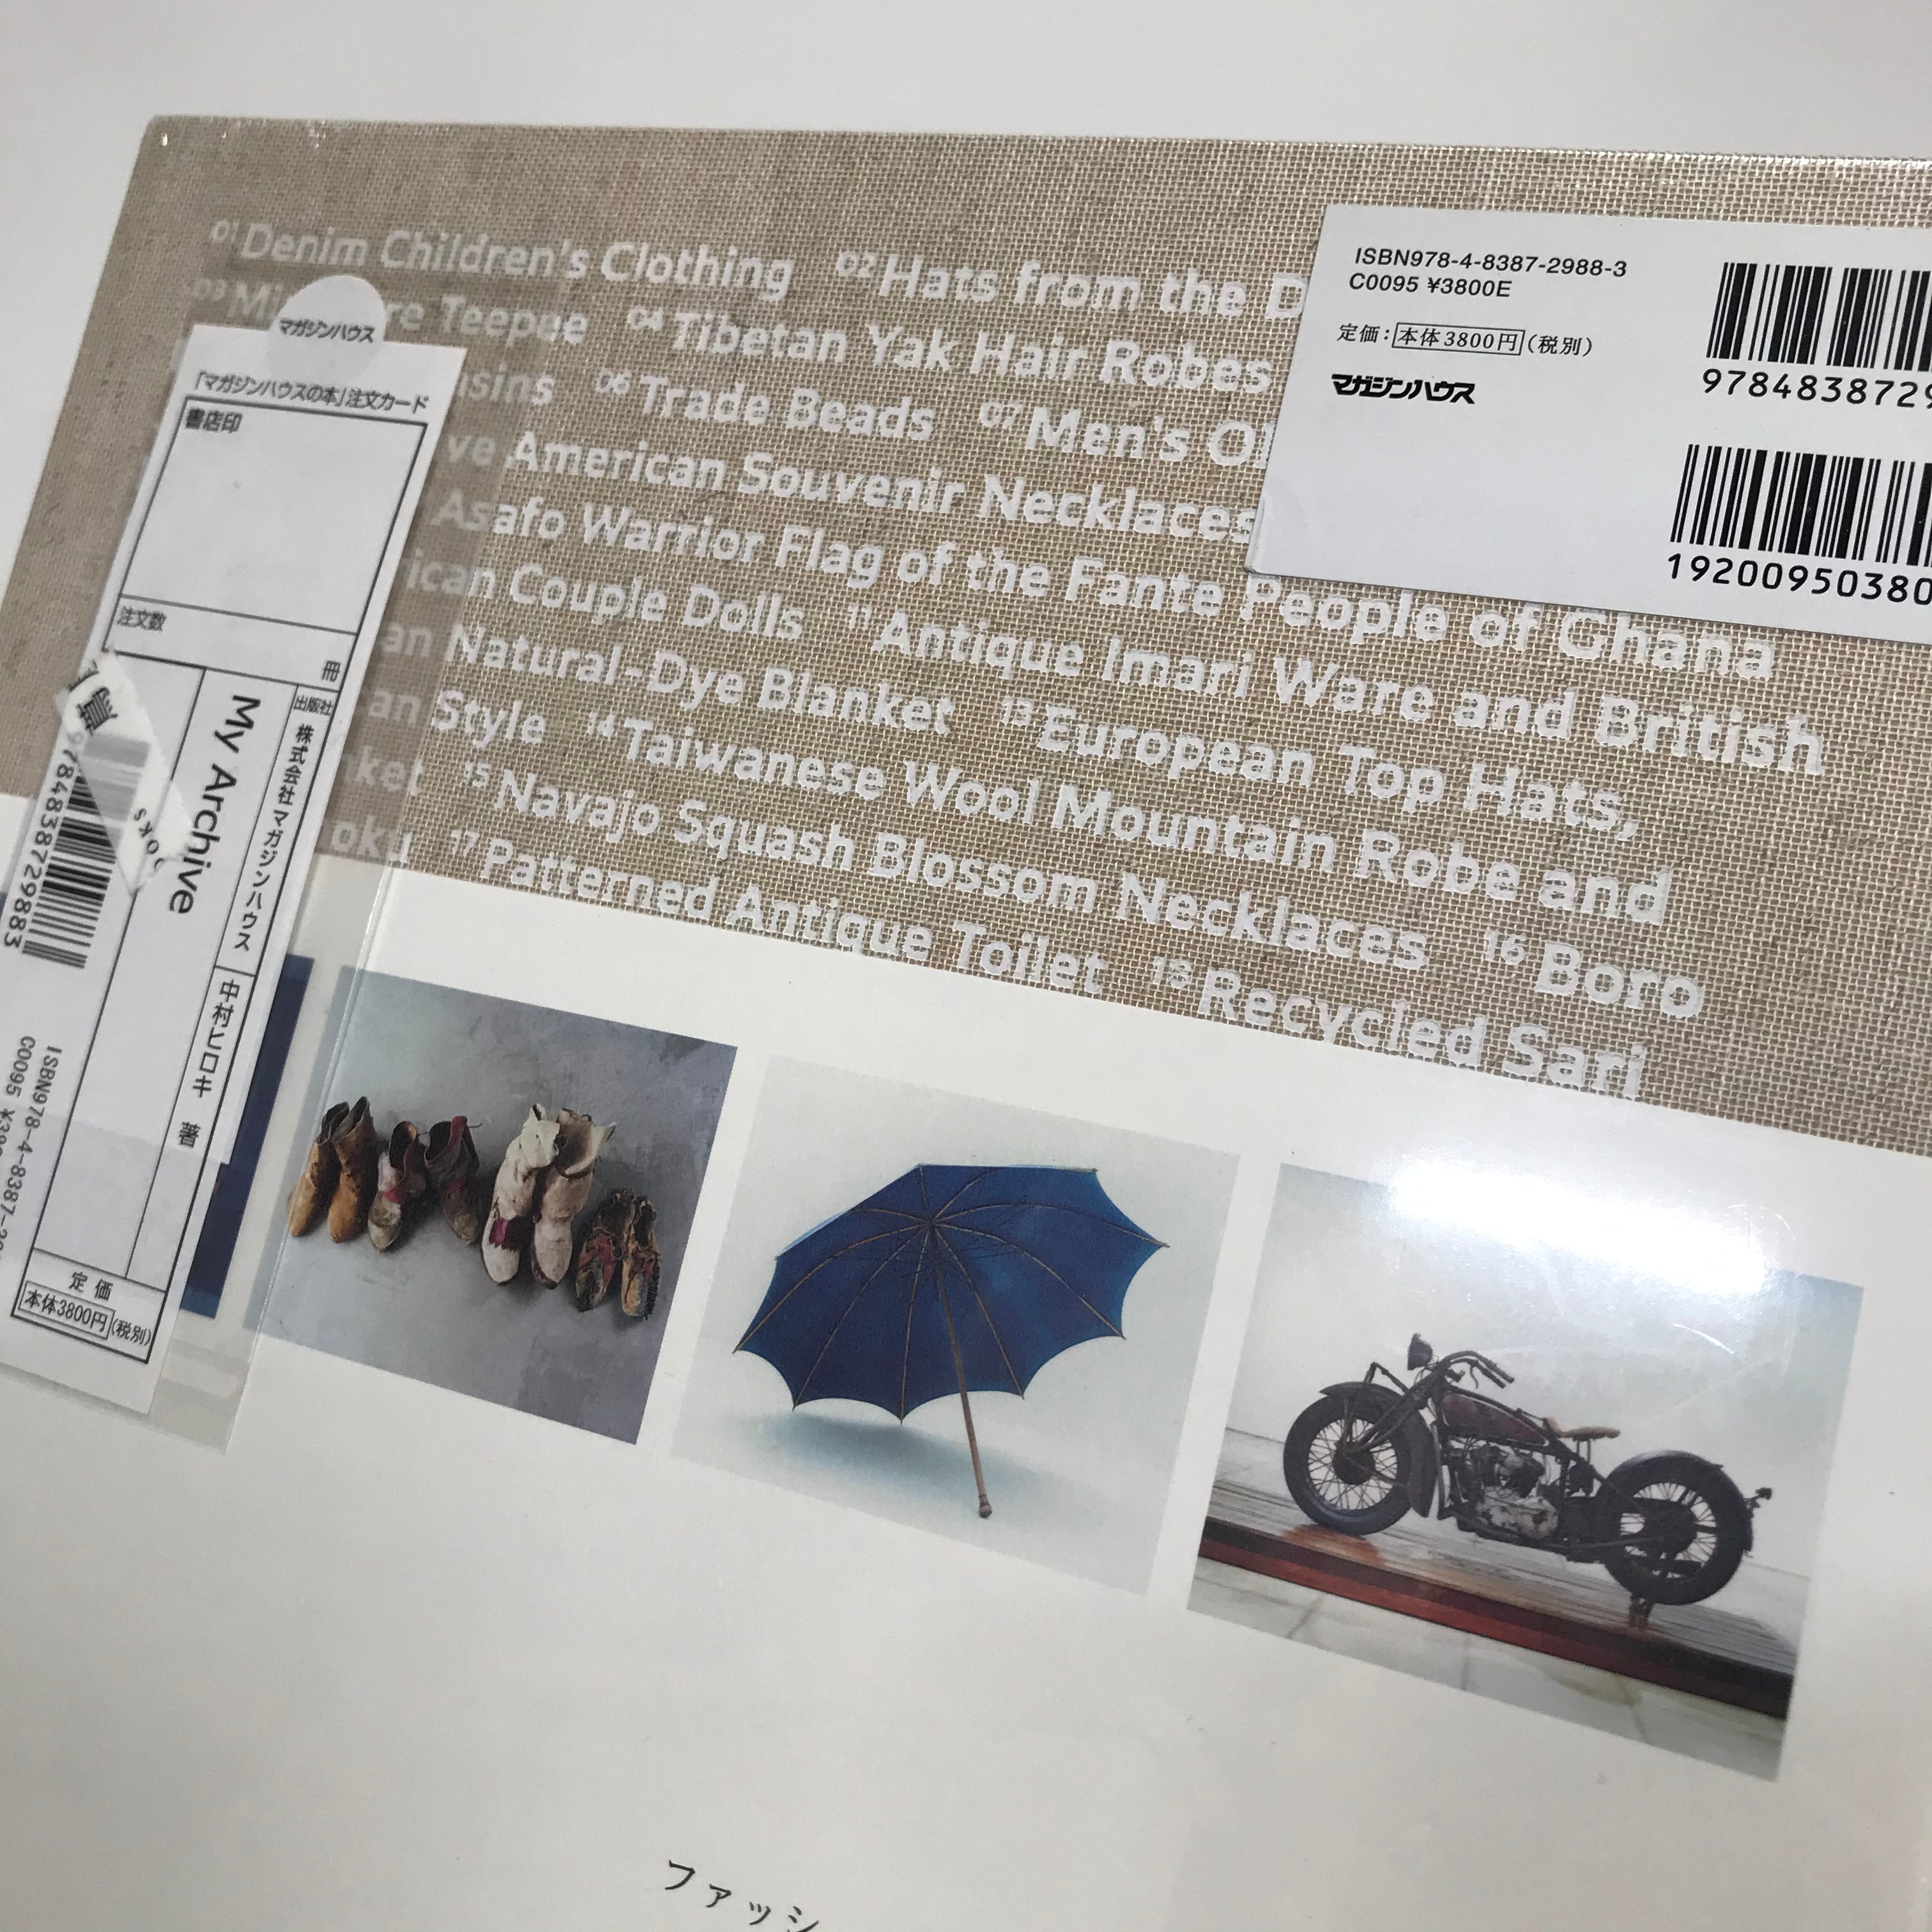 01 Denim Children's Clothing 02 Hats from the
03 Teepee 04 Tibetan Yak Hair Robes
06 Trade Beads 07 Men's
American Souvenir Necklaces
Asafo Warrior Flag of the Fante People of Ghana
Couple Dolls 11 Antique Imari Ware and British
Natural-Dye Blanket 13 European Top Hats,
Style 14 Taiwanese Wool Mountain Robe and
15 Navajo Squash Blossom Necklaces 16 Boro
17 Patterned Antique Toilet 18 Recycled Sari
ISBN978-4-8387-2988-3
C0095 ¥3800E
定価:本体3800円(税別)
マガジンハウス
マガジンハウス
「マガジンハウスの本」注文カード
書店印
注文数
冊
出版社
株式会社マガジンハウス
中村ヒロキ 著
My Archive
9784838729883
C0095
定価
本体3800円(税別)